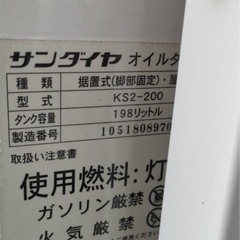 サンダイヤ オイルタ
種類 据置式(脚部固定)・屋
型式 KS2-200
タンク容量 198リットル
製造番号 1051808970
取扱い注意書
使用燃料:灯
ガソリン厳禁
火気厳禁